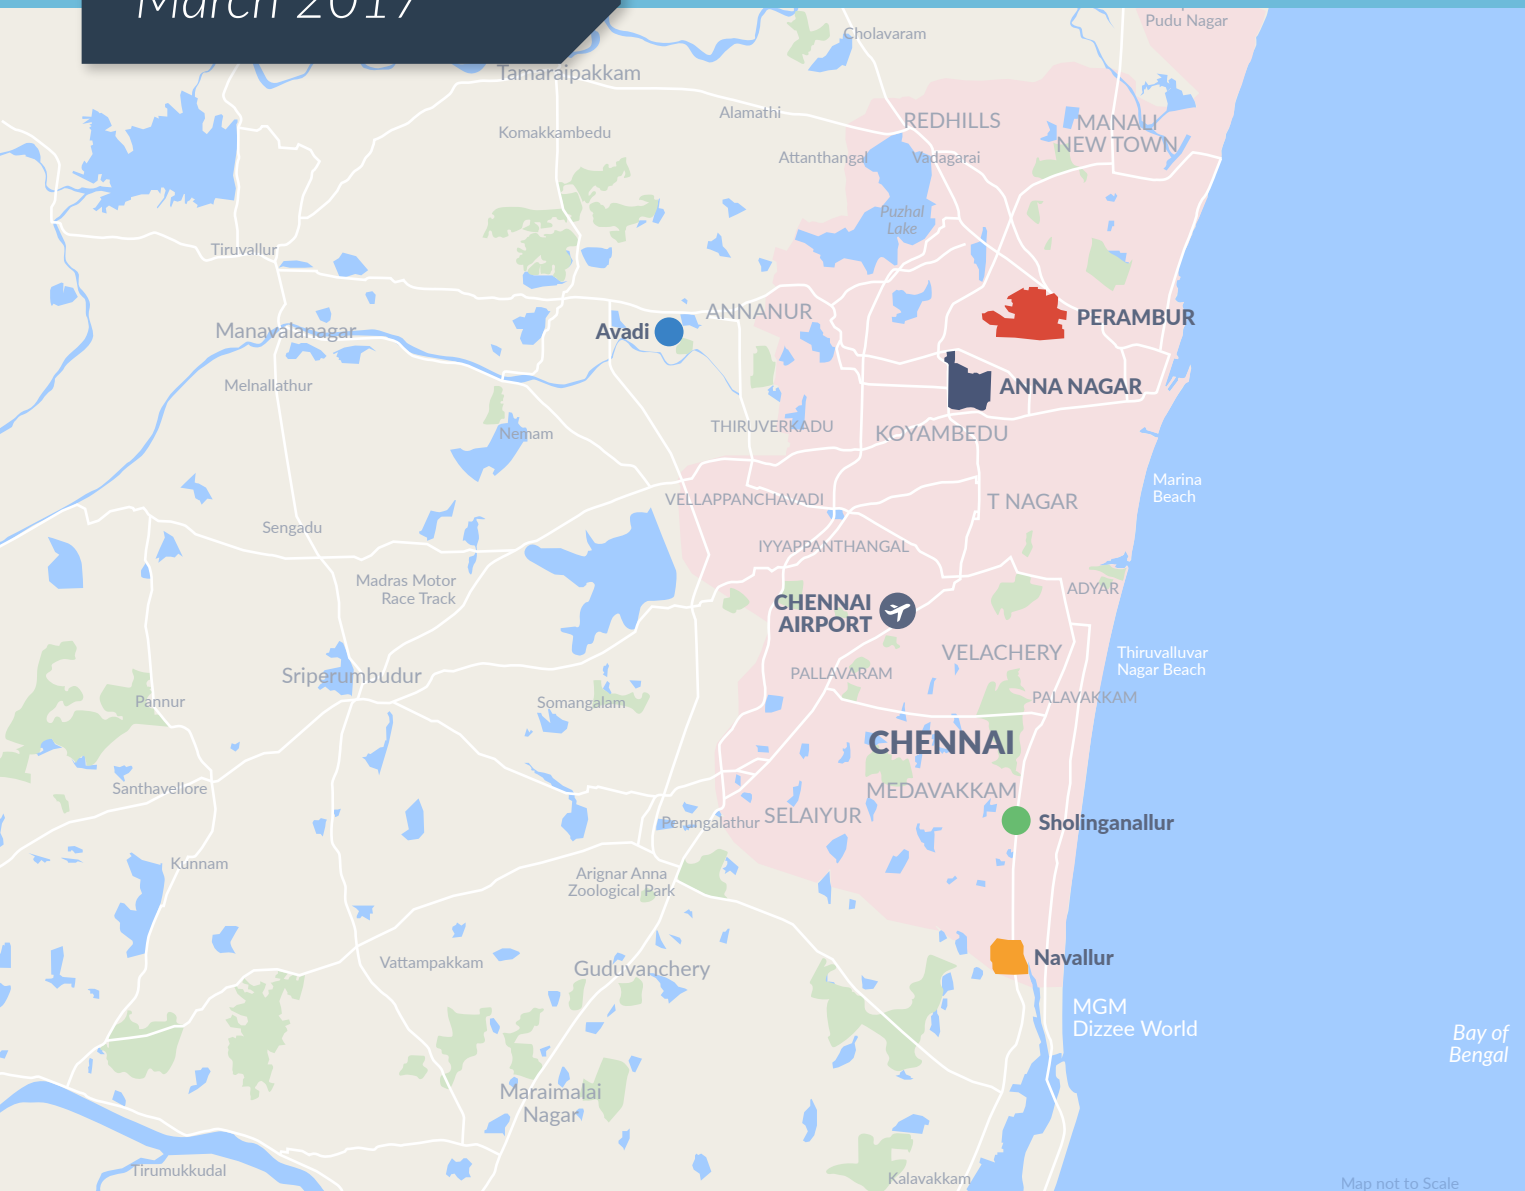 March 2017
Pudu Nagar
Cholavaram
Tamaraipakkam
Alamathi
REDHILLS
MANALI
NEW TOWN
Komakkambedu
Attanthangal
Vadagarai
Puzhal
Lake
Tiruvallur
ANNANUR
PERAMBUR
Avadi
Manavalanagar
Melnallathur
ANNA NAGAR
THIRUVERKADU
KOYAMBEDU
Nemam
Marina
Beach
VELLAPPANCHAVADI
T NAGAR
Sengadu
IYYAPPANTHANGAL
Madras Motor
Race Track
ADYAR
CHENNAI
AIRPORT
VELACHERY
Thiruvalluvar
Nagar Beach
Sriperumbudur
PALLAVARAM
PALAVAKKAM
Pannur
Somangalam
CHENNAI
Santhavellore
MEDAVAKKAM
SELAIYUR
Perungalathur
Sholinganallur
Kunnam
Arignar Anna
Zoological Park
Vattampakkam
Guduvanchery
Navallur
MGM
Dizzee World
Bay of
Bengal
Maraimalai
Nagar
Tirumukkudal
Kalavakkam
Map not to Scale